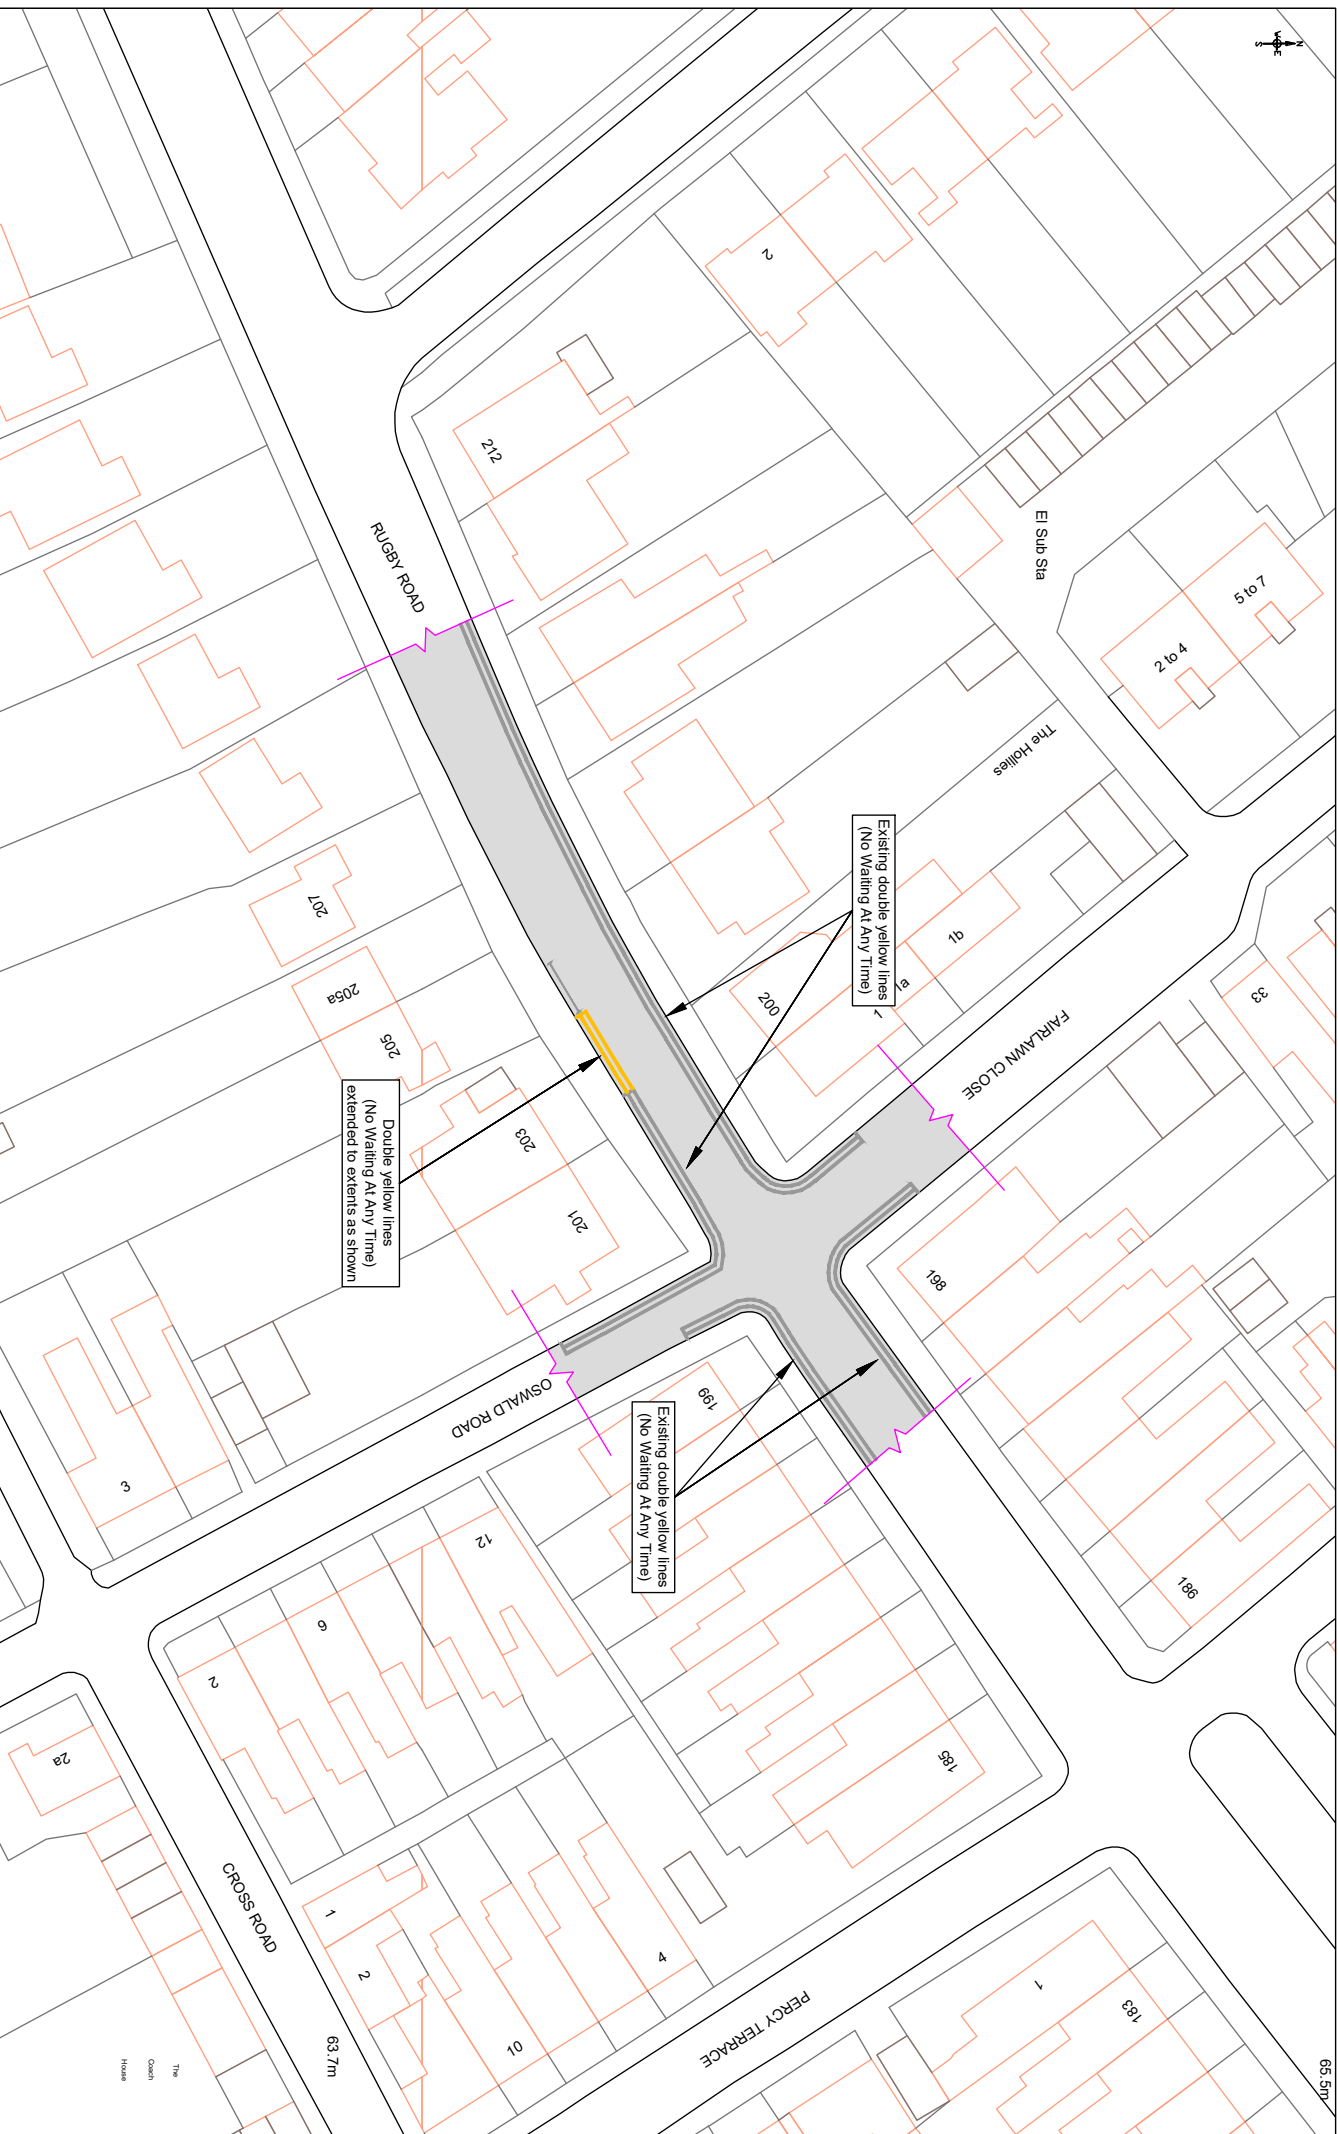 N
W
E
S
65.5m
El Sub Sta
5 to 7
2 to 4
The Hollies
2
212
RUGBY ROAD
Existing double yellow lines
(No Waiting At Any Time)
1b
1a
1
200
33
FAIRLAWN CLOSE
207
205a
205
203
201
Double yellow lines
(No Waiting At Any Time)
extended to extents as shown
198
186
199
Existing double yellow lines
(No Waiting At Any Time)
OSWALD ROAD
3
12
6
2
185
2a
CROSS ROAD
1
2
4
10
PERCY TERRACE
1
183
63.7m
The
Coach
House